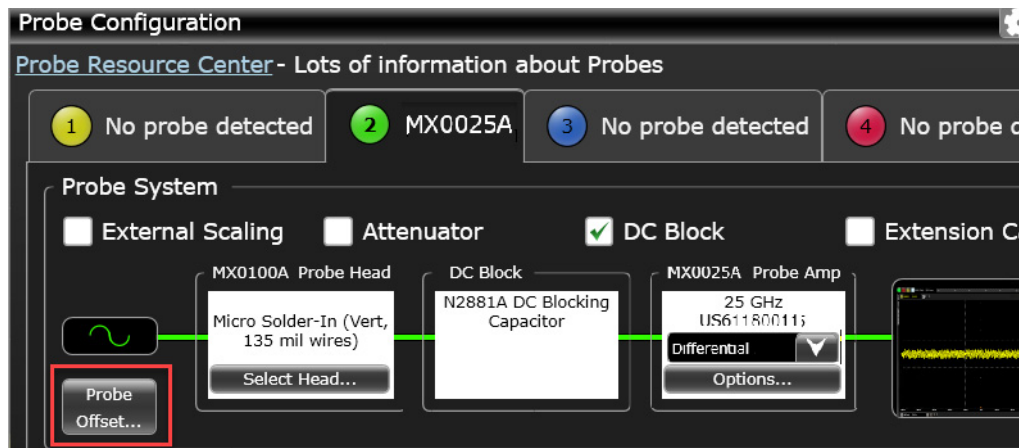 Probe Configuration
Probe Resource Center - Lots of information about Probes
1 No probe detected 2 MX0025A 3 No probe detected 4 No probe
Probe System
External Scaling Attenuator DC Block Extension
MX0100A Probe Head DC Block MX0025A Probe Amp
Micro Solder-In (Vert,
135 mil wires)
Select Head...
N2881A DC Blocking
Capacitor
25 GHz
Differential
Options...
Probe
Offset...